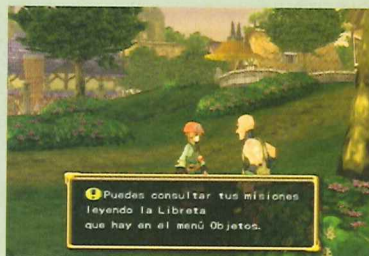 Puedes consultar tus misiones
leyendo la Libreta
que hay en el menú Objetos.